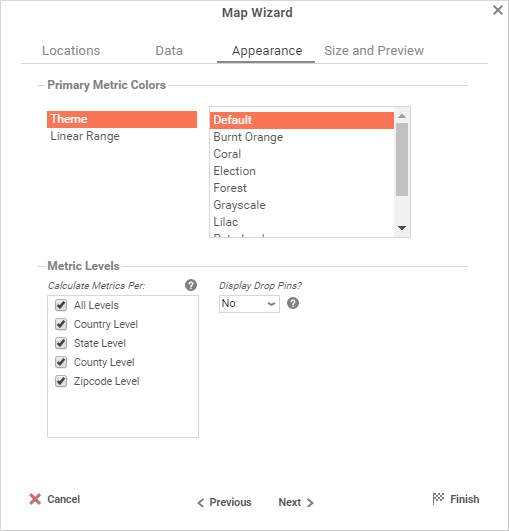 Map Wizard
Locations Data Appearance Size and Preview
Primary Metric Colors
Theme
Linear Range
Default
Burnt Orange
Coral
Election
Forest
Grayscale
Lilac
Metric Levels
Calculate Metrics Per: ?
All Levels
Country Level
State Level
County Level
Zipcode Level
Display Drop Pins?
No ?
Cancel Previous Next Finish